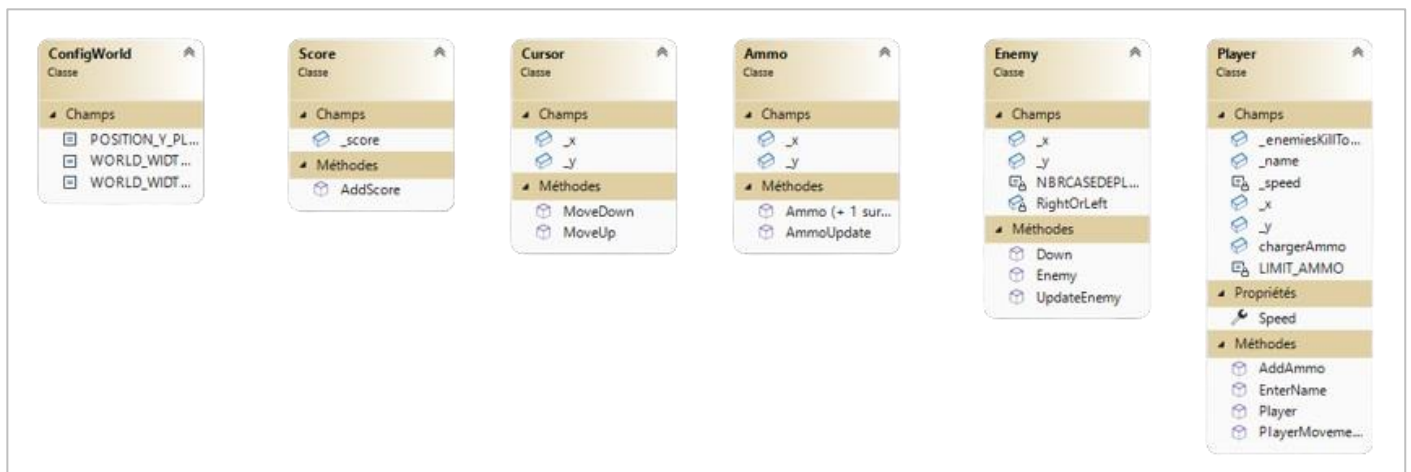 ConfigWorld
Classe
Champs
POSITION_Y_PL...
WORLD_WIDT...
WORLD_WIDT...
Score
Classe
Champs
_score
Méthodes
AddScore
Cursor
Classe
Champs
_x
_y
Méthodes
MoveDown
MoveUp
Ammo
Classe
Champs
_x
_y
Méthodes
Ammo (+ 1 sur...
AmmoUpdate
Enemy
Classe
Champs
_x
_y
NBRCASEDEPL...
RightOrLeft
Méthodes
Down
Enemy
UpdateEnemy
Player
Classe
Champs
_enemiesKillTo...
_name
_speed
_x
_y
chargerAmmo
LIMIT_AMMO
Propriétés
Speed
Méthodes
AddAmmo
EnterName
Player
PlayerMoveme...